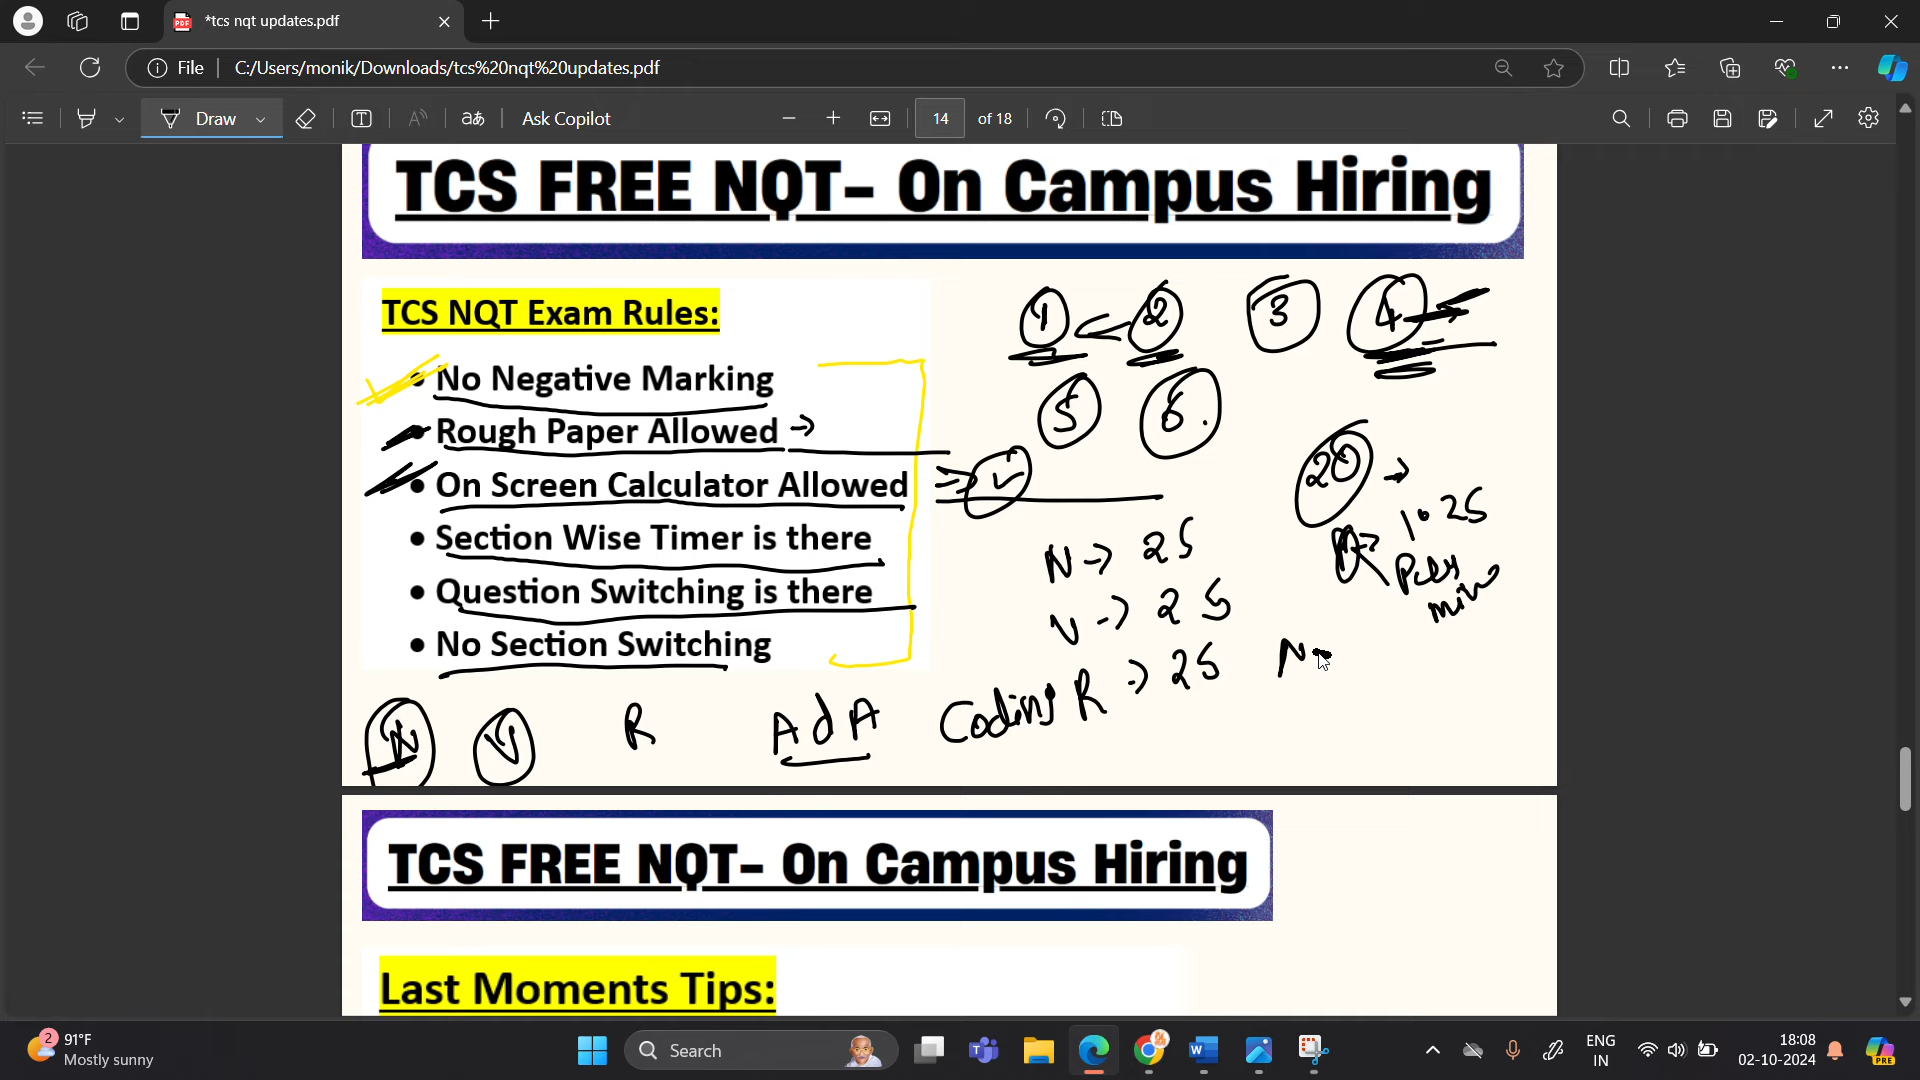 *tcs nqt updates.pdf
File
C:/Users/monik/Downloads/tcs%20nqt%20updates.pdf
Draw
Ask Copilot
14 of 18
TCS FREE NQT- On Campus Hiring
TCS NQT Exam Rules:
• No Negative Marking
• Rough Paper Allowed →
• On Screen Calculator Allowed
• Section Wise Timer is there
• Question Switching is there
• No Section Switching
1 2 3 4
5 6
20 →
1.25
min
N → 25
V → 25
R → 25
N
N V R AdA Coding
TCS FREE NQT- On Campus Hiring
Last Moments Tips:
2
91°F
Mostly sunny
Search
ENG
IN
18:08
02-10-2024
PRE